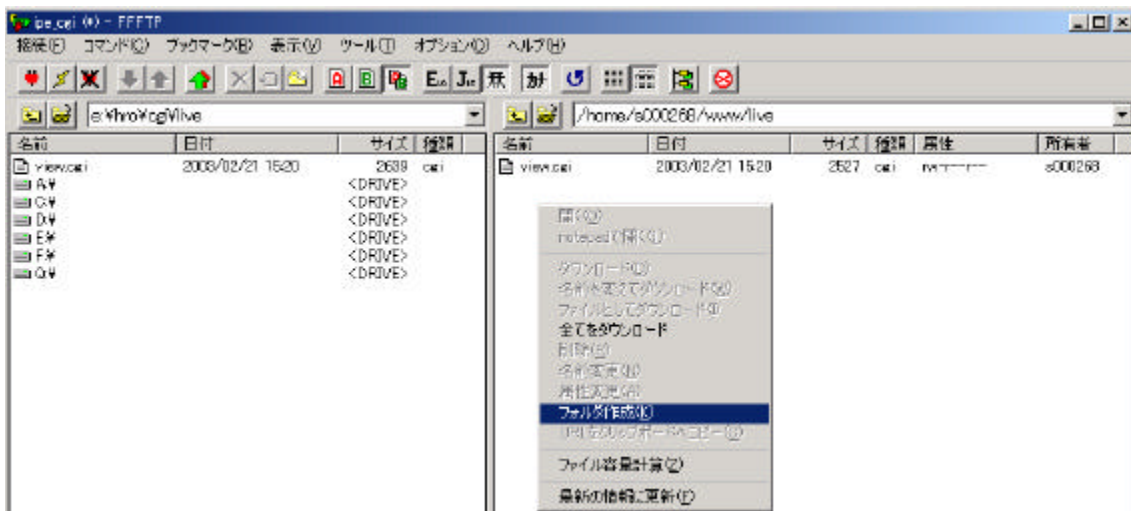 ipe_cgi (*) - FFFTP
接続(F) コマンド(C) ブックマーク(B) 表示(V) ツール(T) オプション(O) ヘルプ(H)
A B
e:¥hro¥cgi¥live
/home/s000268/www/live
名前 日付 サイズ 種類
view.cgi 2003/02/21 15:20 2639 cgi
A:¥ <DRIVE>
C:¥ <DRIVE>
D:¥ <DRIVE>
E:¥ <DRIVE>
F:¥ <DRIVE>
Q:¥ <DRIVE>
名前 日付 サイズ 種類 属性 所有者
view.cgi 2003/02/21 15:20 2527 cgi s000268
開く(O)
notepadで開く(1)
ダウンロード(D)
名前を変えてダウンロード(W)
ファイルとしてダウンロード(I)
全てをダウンロード
削除(E)
名前変更(N)
属性変更(A)
フォルダ作成(K)
URLをクリップボードへコピー(C)
ファイル容量計算(Z)
最新の情報に更新(F)